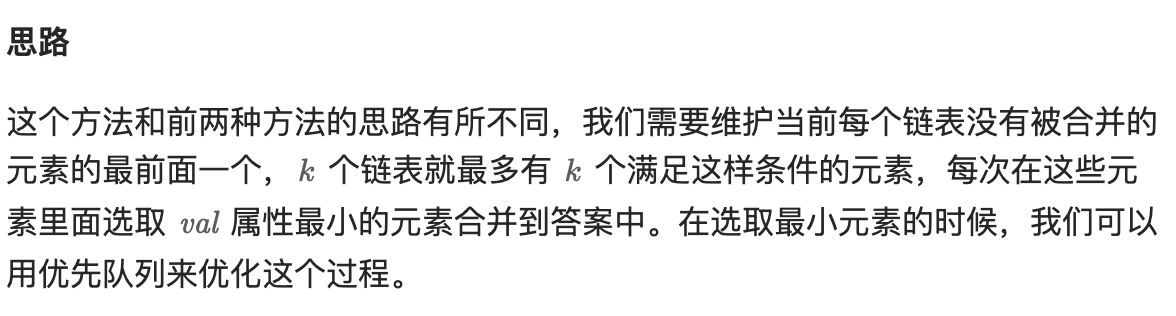 思路
这个方法和前两种方法的思路有所不同，我们需要维护当前每个链表没有被合并的
元素的最前面一个，k 个链表就最多有 k 个满足这样条件的元素，每次在这些元
素里面选取 val 属性最小的元素合并到答案中。在选取最小元素的时候，我们可以
用优先队列来优化这个过程。